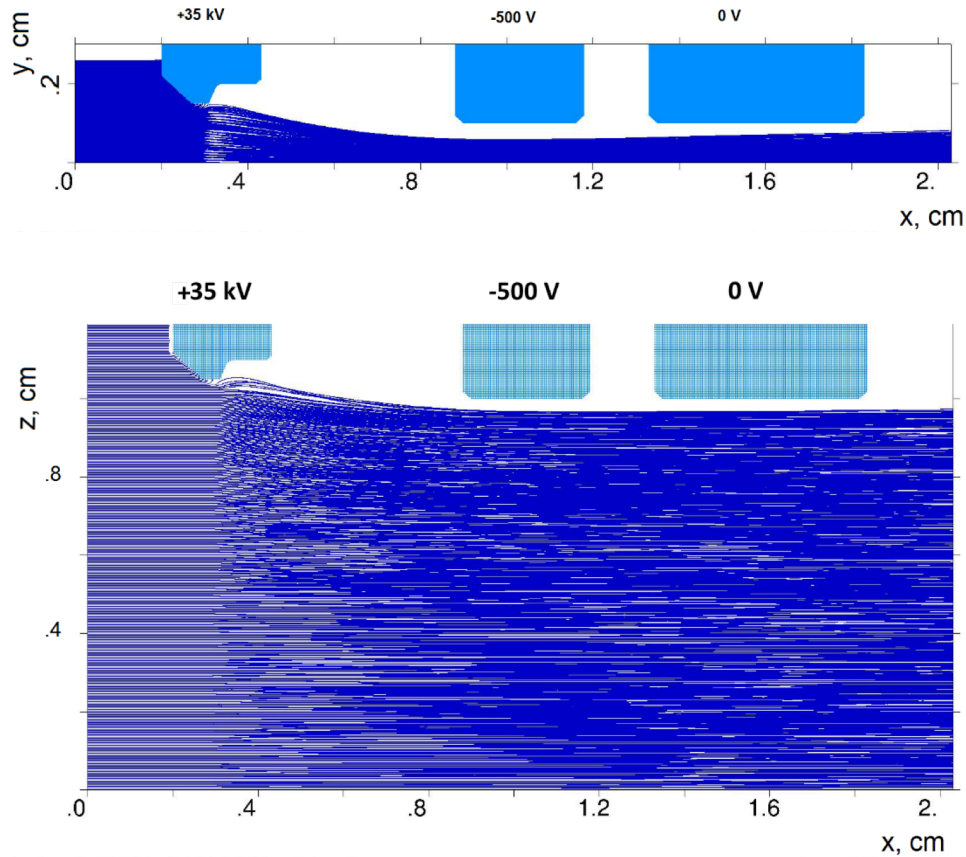 +35 kV -500 V 0 V
y, cm
.2
.0 .4 .8 1.2 1.6 2.
x, cm
+35 kV -500 V 0 V
z, cm
.8
.4
.0 .4 .8 1.2 1.6 2.
x, cm